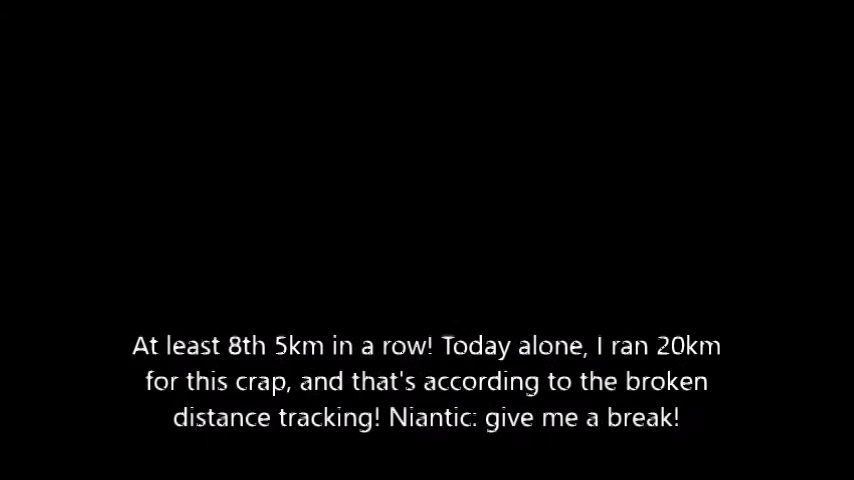 At least 8th 5km in a row! Today alone, I ran 20km
for this crap, and that's according to the broken
distance tracking! Niantic: give me a break!